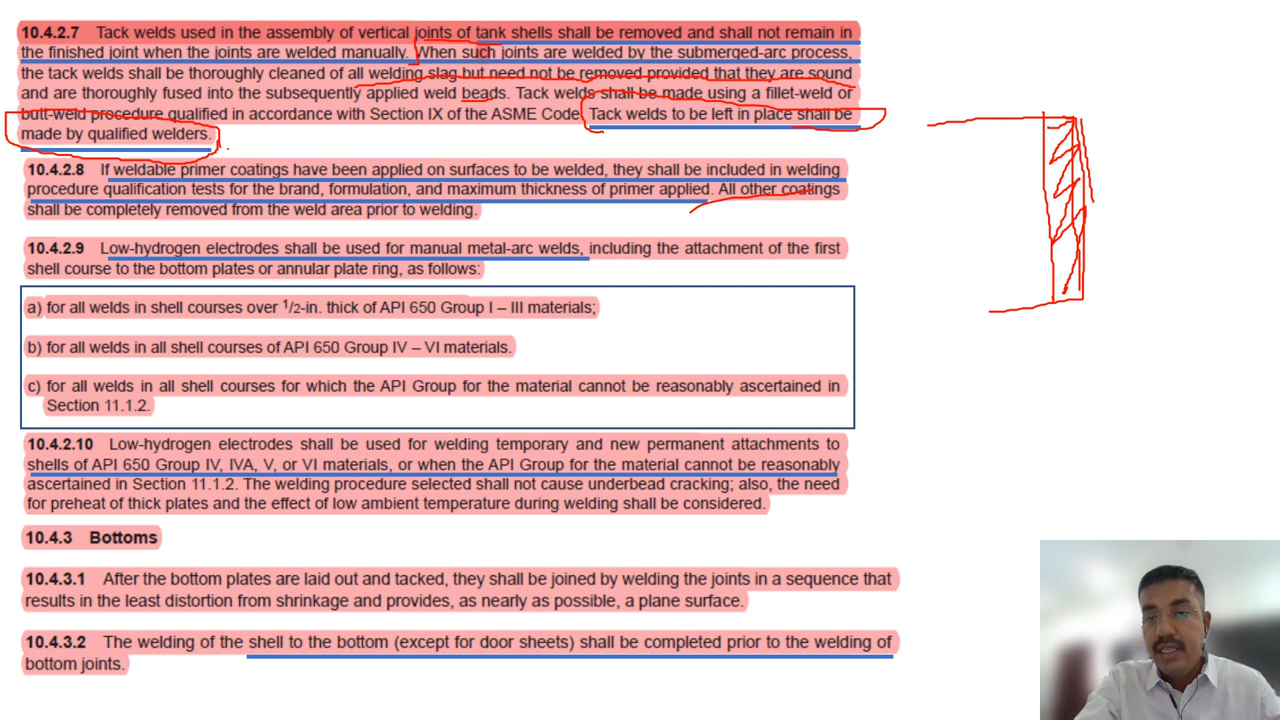 10.4.2.7 Tack welds used in the assembly of vertical joints of tank shells shall be removed and shall not remain in
the finished joint when the joints are welded manually. When such joints are welded by the submerged-arc process,
the tack welds shall be thoroughly cleaned of all welding slag but need not be removed provided that they are sound
and are thoroughly fused into the subsequently applied weld beads. Tack welds shall be made using a fillet-weld or
butt-weld procedure qualified in accordance with Section IX of the ASME Code. Tack welds to be left in place shall be
made by qualified welders.
10.4.2.8 If weldable primer coatings have been applied on surfaces to be welded, they shall be included in welding
procedure qualification tests for the brand, formulation, and maximum thickness of primer applied. All other coatings
shall be completely removed from the weld area prior to welding.
10.4.2.9 Low-hydrogen electrodes shall be used for manual metal-arc welds, including the attachment of the first
shell course to the bottom plates or annular plate ring, as follows:
a) for all welds in shell courses over 1/2-in. thick of API 650 Group I – III materials;
b) for all welds in all shell courses of API 650 Group IV – VI materials.
c) for all welds in all shell courses for which the API Group for the material cannot be reasonably ascertained in
Section 11.1.2.
10.4.2.10 Low-hydrogen electrodes shall be used for welding temporary and new permanent attachments to
shells of API 650 Group IV, IVA, V, or VI materials, or when the API Group for the material cannot be reasonably
ascertained in Section 11.1.2. The welding procedure selected shall not cause underbead cracking; also, the need
for preheat of thick plates and the effect of low ambient temperature during welding shall be considered.
10.4.3 Bottoms
10.4.3.1 After the bottom plates are laid out and tacked, they shall be joined by welding the joints in a sequence that
results in the least distortion from shrinkage and provides, as nearly as possible, a plane surface.
10.4.3.2 The welding of the shell to the bottom (except for door sheets) shall be completed prior to the welding of
bottom joints.